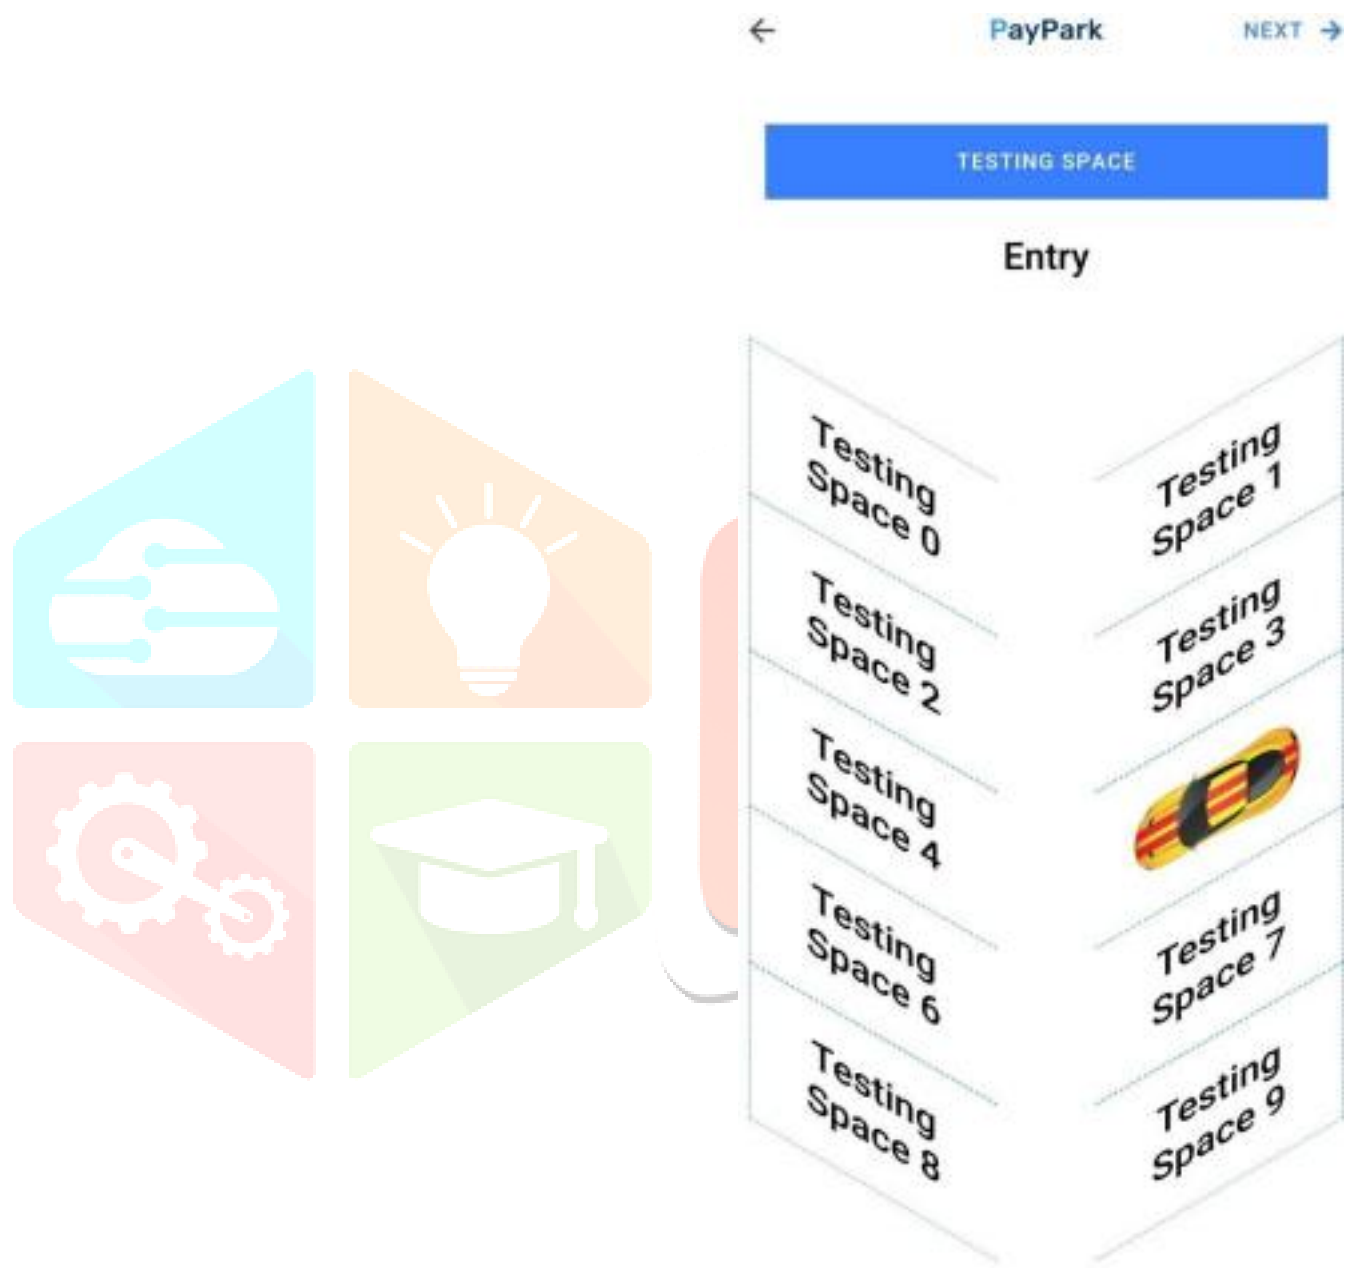 PayPark
NEXT
TESTING SPACE
Entry
Testing
Space 0
Testing
Space 1
Testing
Space 2
Testing
Space 3
Testing
Space 4
Testing
Space 6
Testing
Space 7
Testing
Space 8
Testing
Space 9